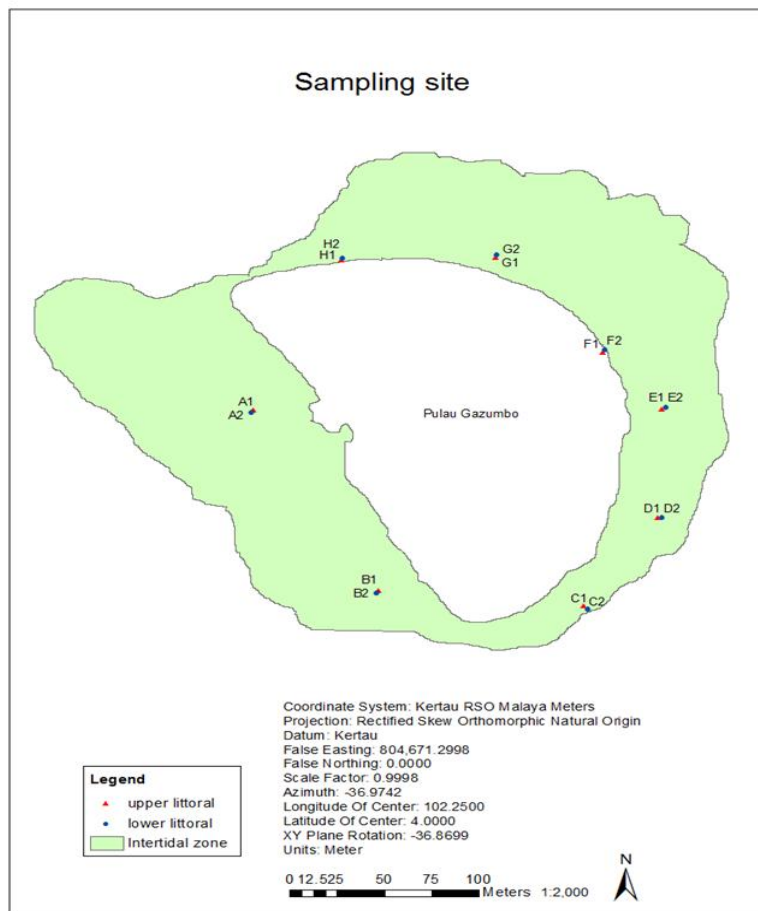 Sampling site
H2
H1
G2
G1
F1 F2
E1 E2
A1
A2
Pulau Gazumbo
D1 D2
B1
B2
C1 C2
Coordinate System: Kertau RSO Malaya Meters
Projection: Rectified Skew Orthomorphic Natural Origin
Datum: Kertau
False Easting: 804,671.2998
False Northing: 0.0000
Scale Factor: 0.9998
Azimuth: -36.9742
Longitude Of Center: 102.2500
Latitude Of Center: 4.0000
XY Plane Rotation: -36.8699
Units: Meter
Legend
upper littoral
lower littoral
Intertidal zone
N
0 12.525 50 75 100
Meters 1:2,000